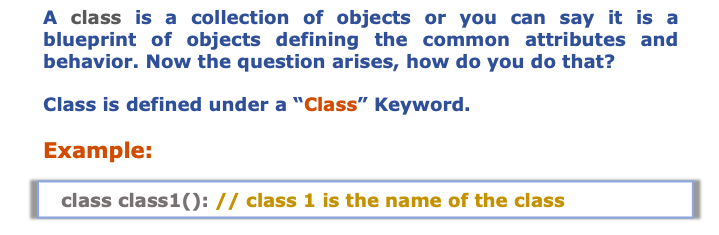 A class is a collection of objects or you can say it is a
blueprint of objects defining the common attributes and
behavior. Now the question arises, how do you do that?
Class is defined under a “Class” Keyword.
Example:
class class1(): // class 1 is the name of the class